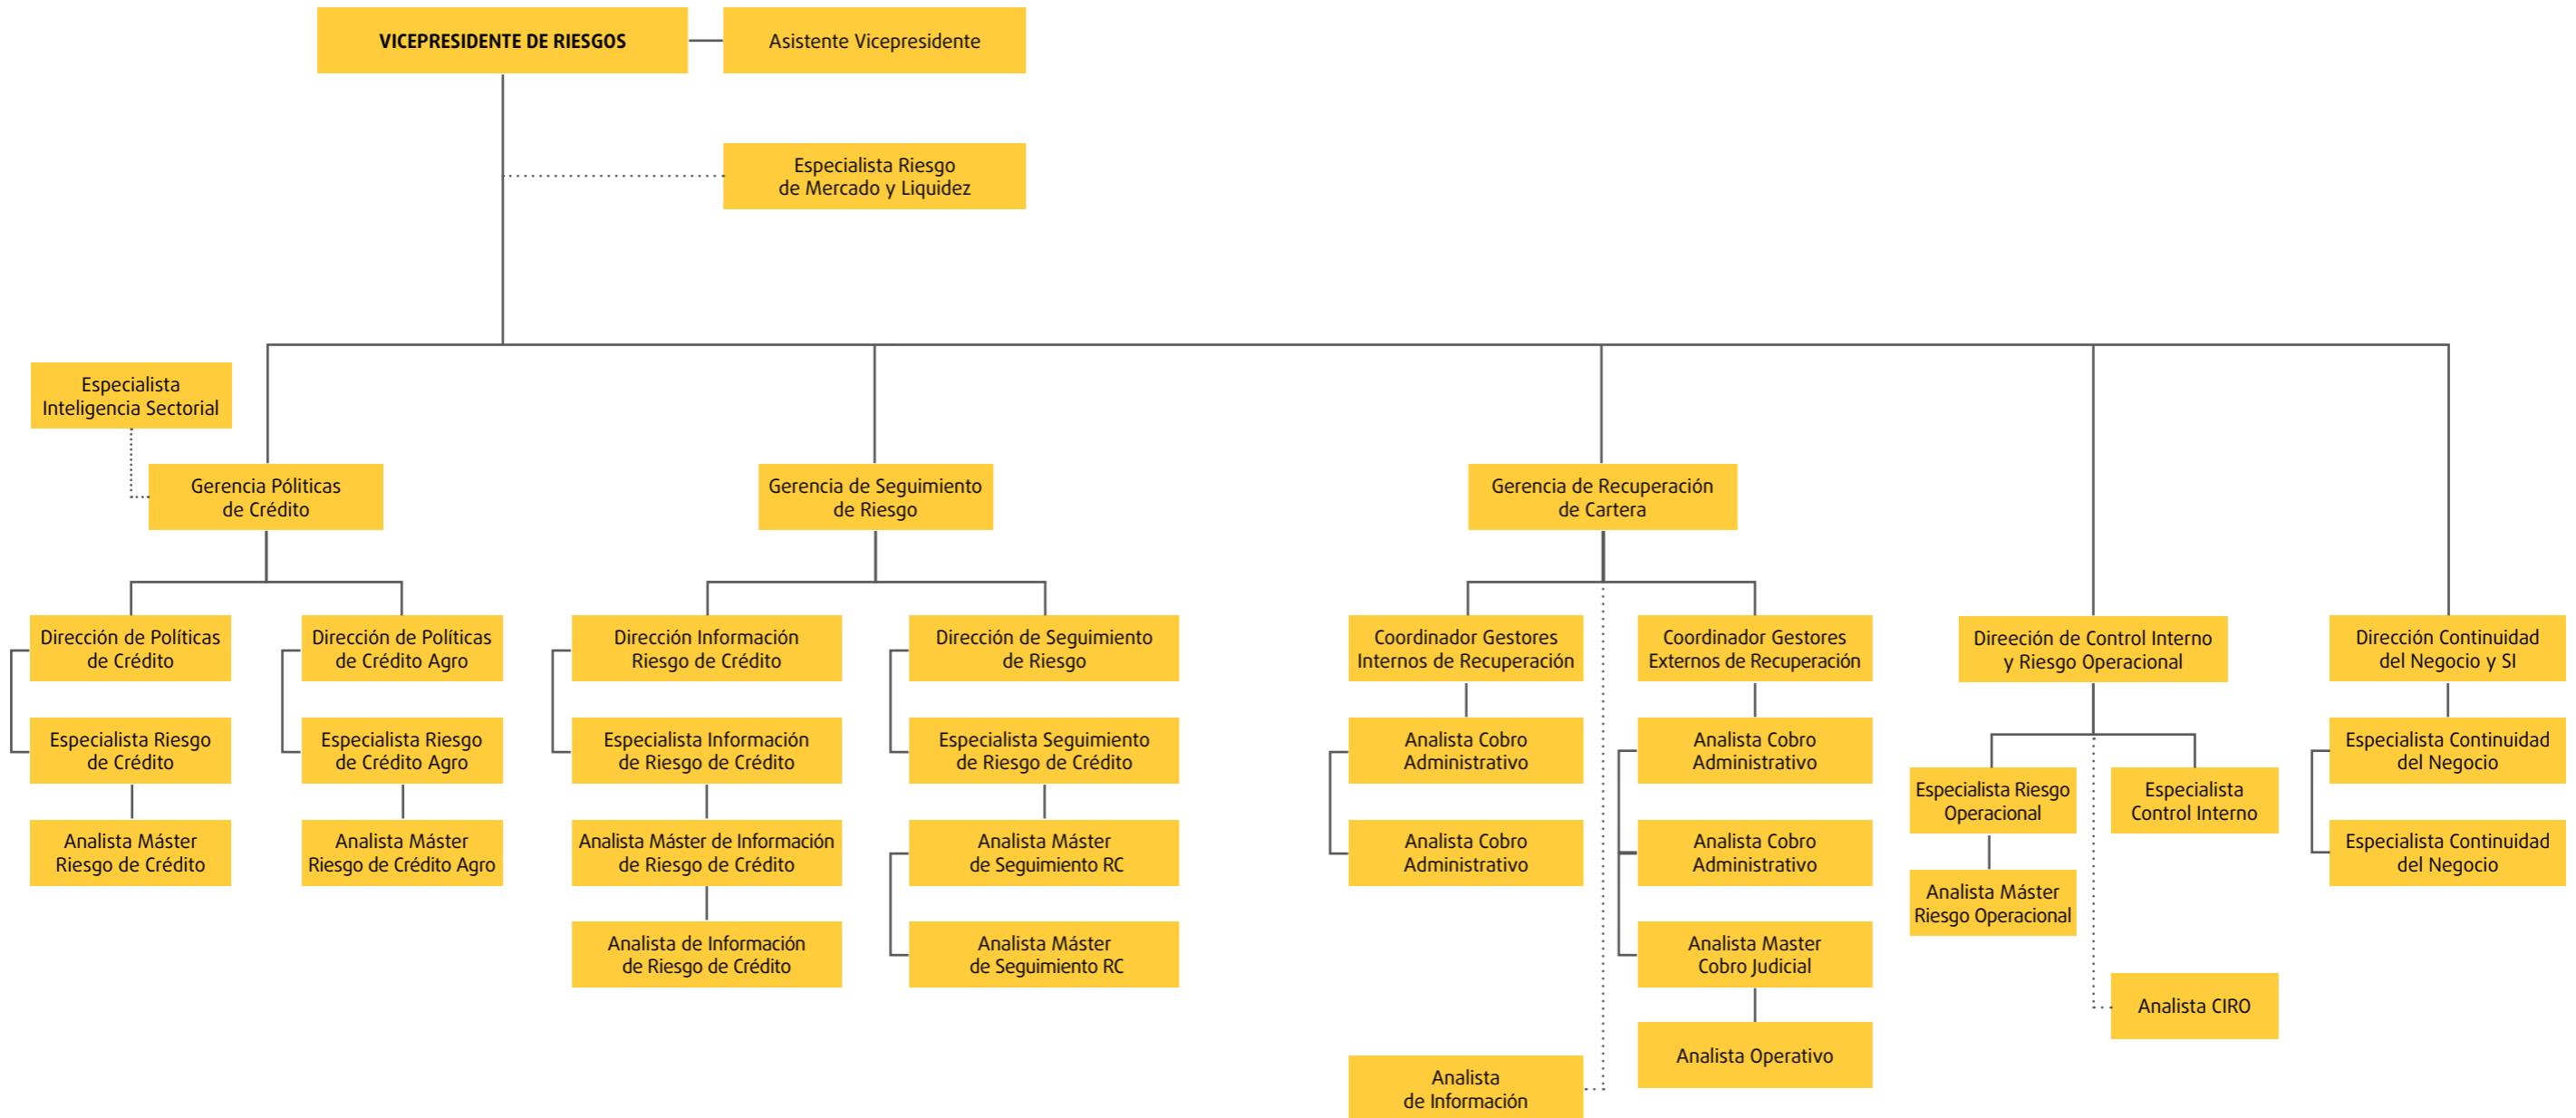 VICEPRESIDENTE DE RIESGOS
Asistente Vicepresidente
Especialista Riesgo
de Mercado y Liquidez
Especialista
Inteligencia Sectorial
Gerencia Póliticas
de Crédito
Gerencia de Seguimiento
de Riesgo
Gerencia de Recuperación
de Cartera
Dirección de Políticas
de Crédito
Dirección de Políticas
de Crédito Agro
Dirección Información
Riesgo de Crédito
Dirección de Seguimiento
de Riesgo
Coordinador Gestores
Internos de Recuperación
Coordinador Gestores
Externos de Recuperación
Direeción de Control Interno
y Riesgo Operacional
Dirección Continuidad
del Negocio y SI
Especialista Riesgo
de Crédito
Especialista Riesgo
de Crédito Agro
Especialista Información
de Riesgo de Crédito
Especialista Seguimiento
de Riesgo de Crédito
Analista Cobro
Administrativo
Analista Cobro
Administrativo
Especialista Continuidad
del Negocio
Especialista Riesgo
Operacional
Especialista
Control Interno
Analista Máster
Riesgo de Crédito
Analista Máster
Riesgo de Crédito Agro
Analista Máster de Información
de Riesgo de Crédito
Analista Máster
de Seguimiento RC
Analista Cobro
Administrativo
Analista Cobro
Administrativo
Especialista Continuidad
del Negocio
Analista Máster
Riesgo Operacional
Analista de Información
de Riesgo de Crédito
Analista Máster
de Seguimiento RC
Analista Master
Cobro Judicial
Analista CIRO
Analista Operativo
Analista
de Información